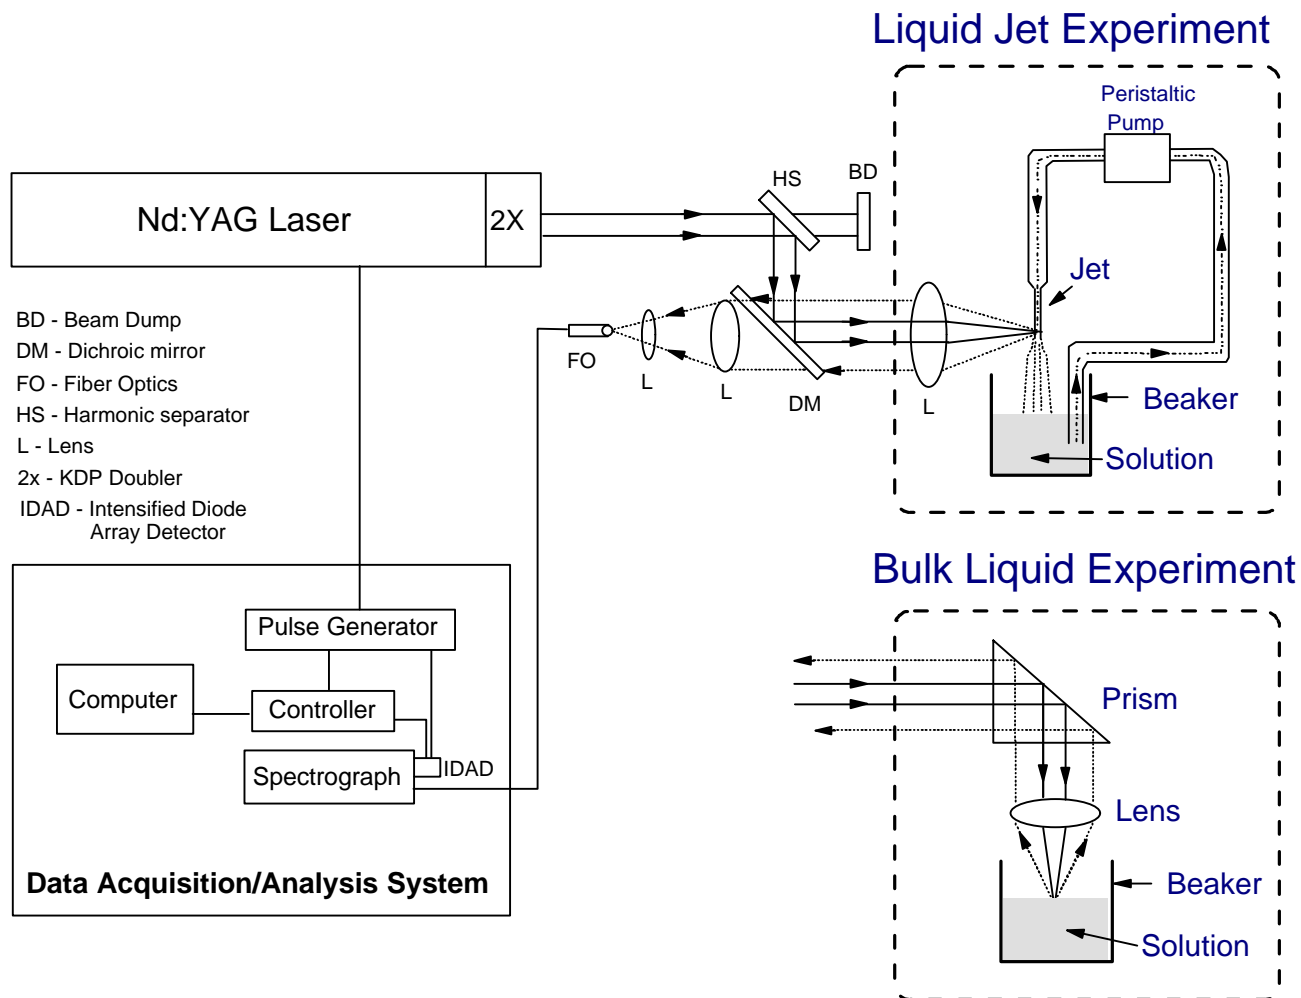 Liquid Jet Experiment
Peristaltic
Pump
HS
BD
Nd:YAG Laser
2X
Jet
BD - Beam Dump
DM - Dichroic mirror
FO - Fiber Optics
HS - Harmonic separator
L - Lens
2x - KDP Doubler
IDAD - Intensified Diode
Array Detector
FO
L
L
DM
L
Beaker
Solution
Bulk Liquid Experiment
Pulse Generator
Computer
Controller
Spectrograph
IDAD
Data Acquisition/Analysis System
Prism
Lens
Beaker
Solution